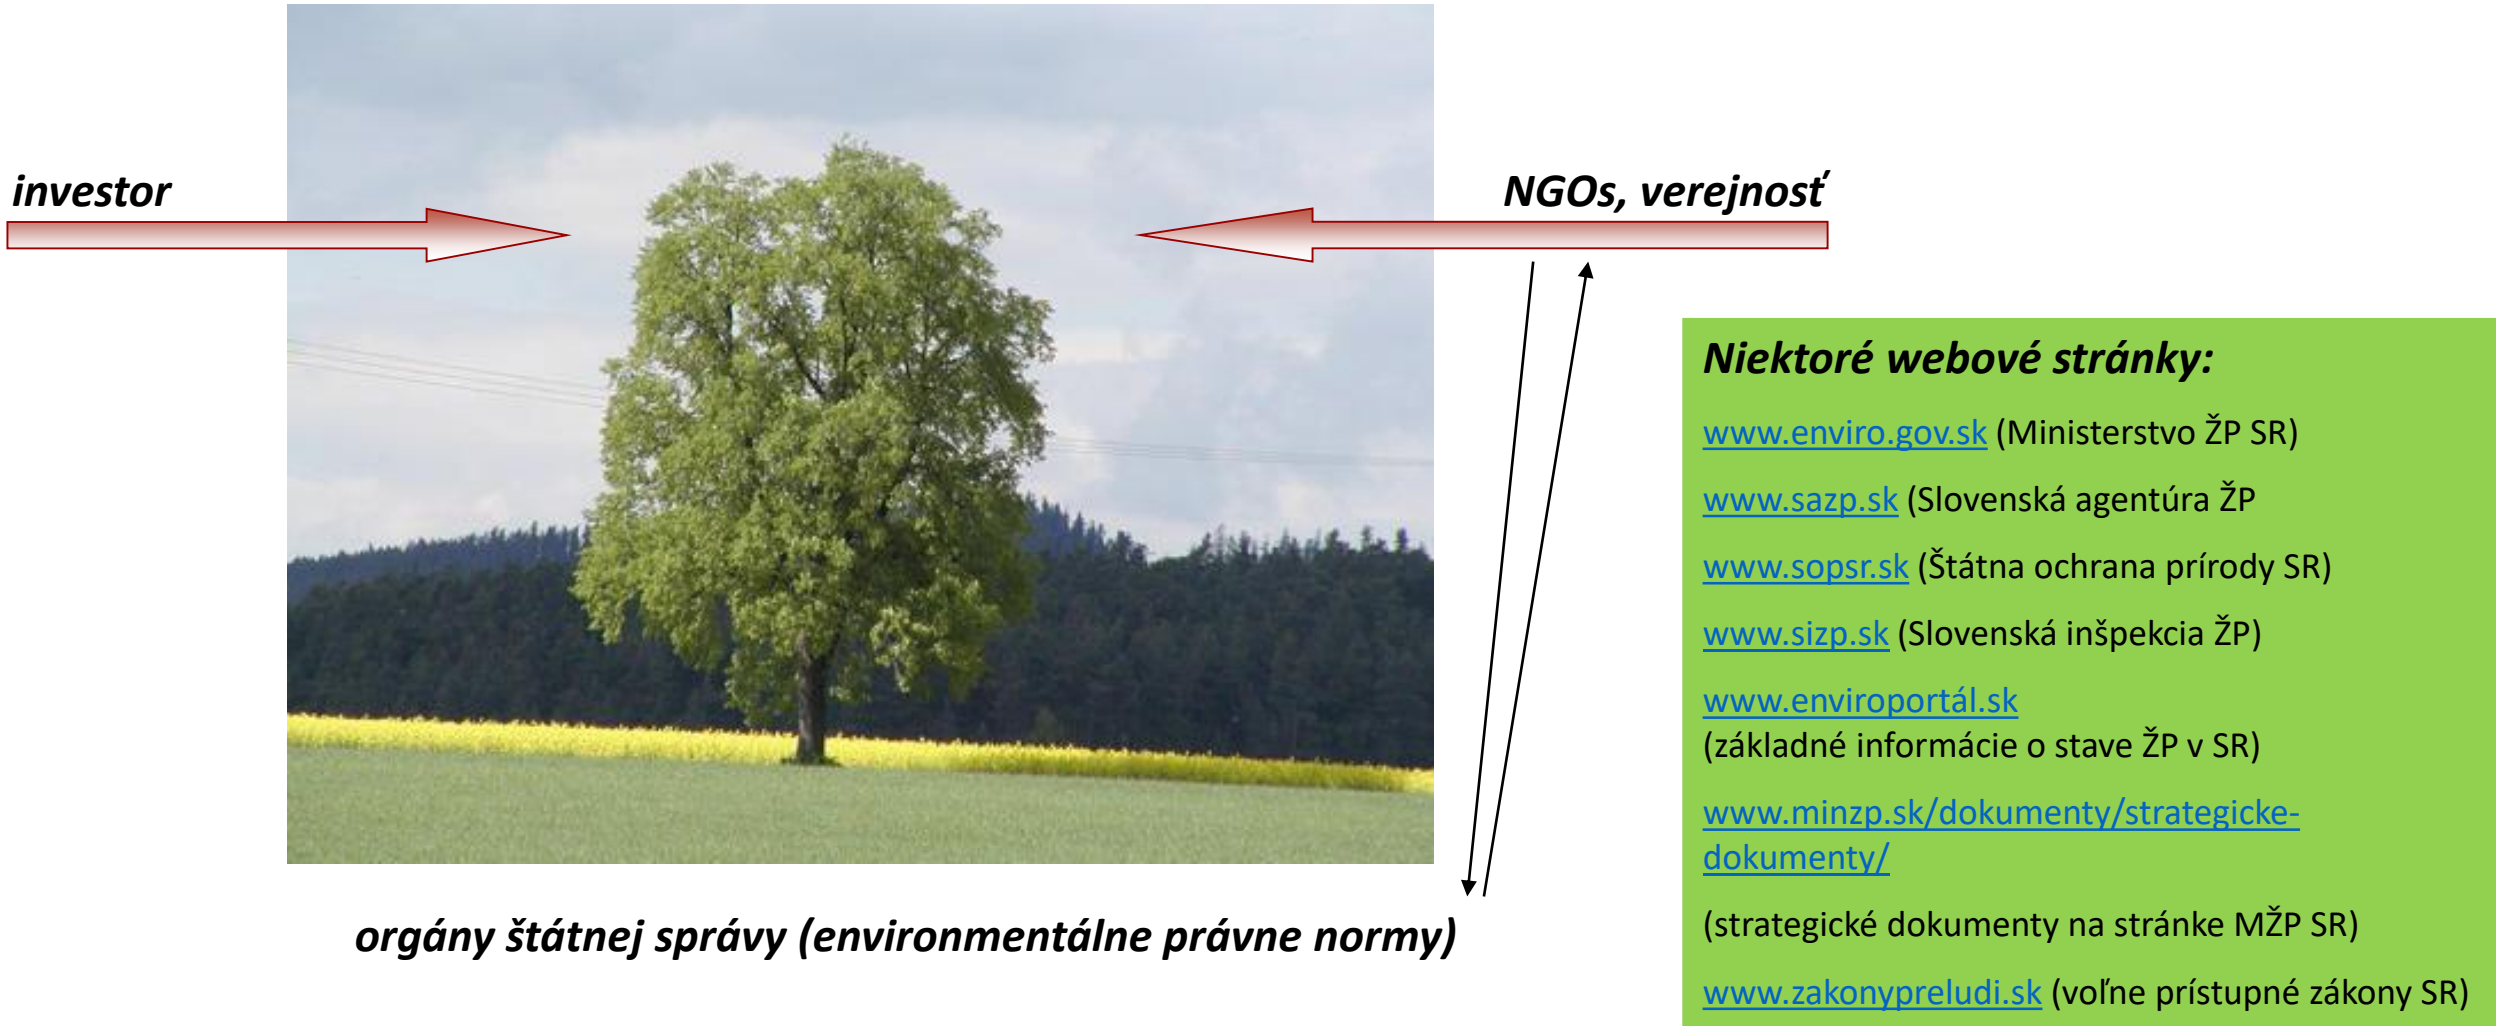 investor
NGOs, verejnosť
Niektoré webové stránky:
www.enviro.gov.sk (Ministerstvo ŽP SR)
www.sazp.sk (Slovenská agentúra ŽP
www.sopsr.sk (Štátna ochrana prírody SR)
www.sizp.sk (Slovenská inšpekcia ŽP)
www.enviroportál.sk
(základné informácie o stave ŽP v SR)
www.minzp.sk/dokumenty/strategicke-
dokumenty/
(strategické dokumenty na stránke MŽP SR)
www.zakonypreludi.sk (voľne prístupné zákony SR)
orgány štátnej správy (environmentálne právne normy)